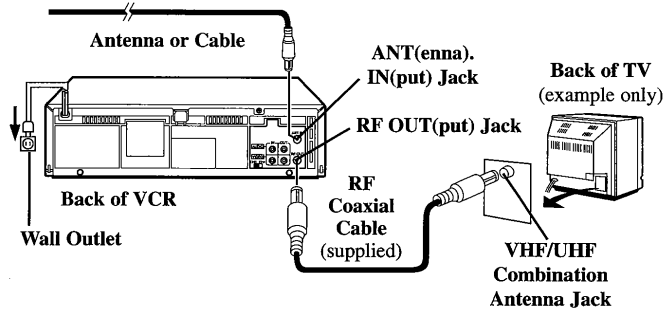 Antenna or Cable
ANT(enna).
IN(put) Jack
Back of TV
(example only)
RF OUT(put) Jack
Back of VCR
RF
Coaxial
Cable
(supplied)
Wall Outlet
VHF/UHF
Combination
Antenna Jack